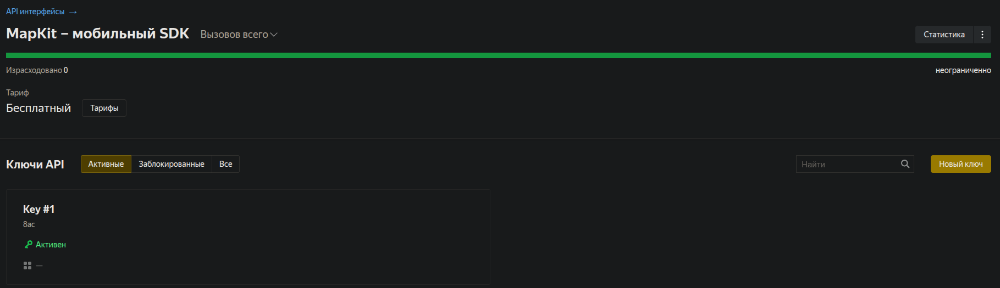 API интерфейсы →
MapKit – мобильный SDK Вызовов всего
Статистика
Израсходовано 0
неограниченно
Тариф
Бесплатный Тарифы
Ключи API Активные Заблокированные Все Найти Новый ключ
Key #1
8ac
Активен
—